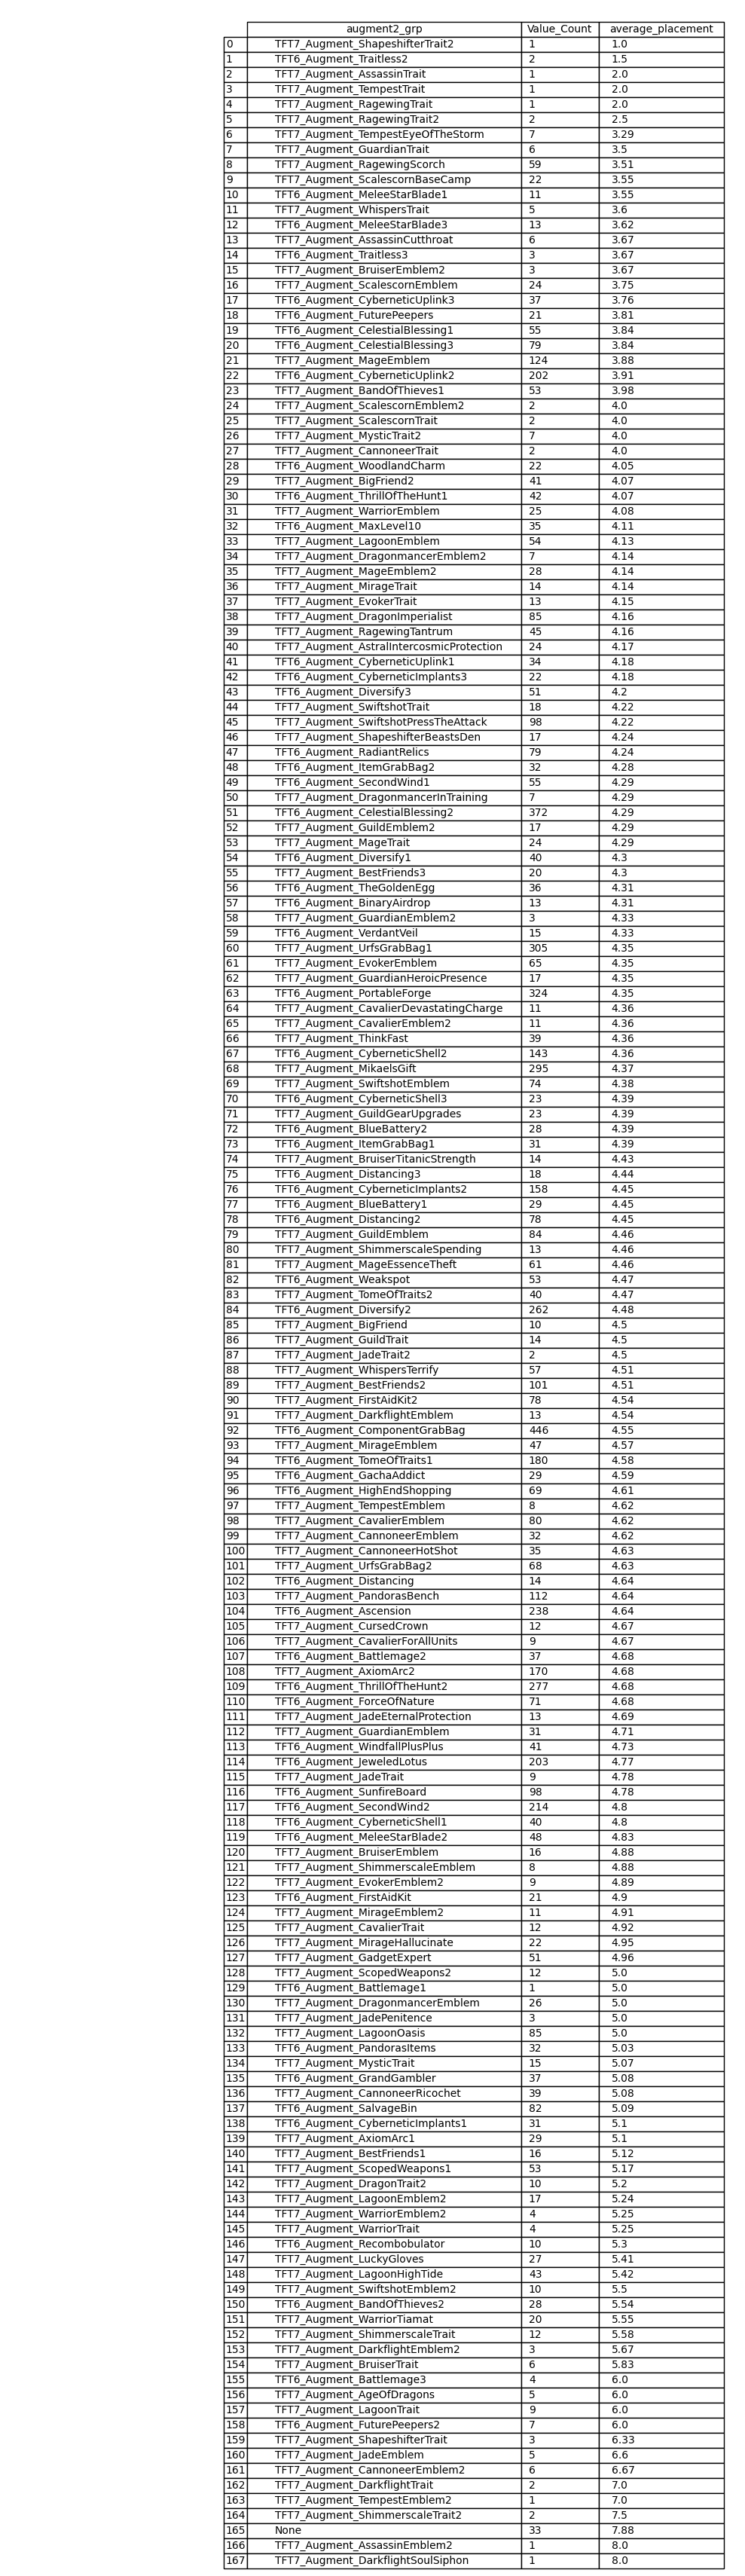 augment2_grp Value_Count average_placement
0 TFT7_Augment_ShapeshifterTrait2 1 1.0
1 TFT6_Augment_Traitless2 2 1.5
2 TFT7_Augment_AssassinTrait 1 2.0
3 TFT7_Augment_TempestTrait 1 2.0
4 TFT7_Augment_RagewingTrait 1 2.0
5 TFT7_Augment_RagewingTrait2 2 2.5
6 TFT7_Augment_TempestEyeOfTheStorm 7 3.29
7 TFT7_Augment_GuardianTrait 6 3.5
8 TFT7_Augment_RagewingScorch 59 3.51
9 TFT7_Augment_ScalescornBaseCamp 22 3.55
10 TFT6_Augment_MeleeStarBlade1 11 3.55
11 TFT7_Augment_WhispersTrait 5 3.6
12 TFT6_Augment_MeleeStarBlade3 13 3.62
13 TFT7_Augment_AssassinCutthroat 6 3.67
14 TFT6_Augment_Traitless3 3 3.67
15 TFT7_Augment_BruiserEmblem2 3 3.67
16 TFT7_Augment_ScalescornEmblem 24 3.75
17 TFT6_Augment_CyberneticUplink3 37 3.76
18 TFT6_Augment_FuturePeepers 21 3.81
19 TFT6_Augment_CelestialBlessing1 55 3.84
20 TFT6_Augment_CelestialBlessing3 79 3.84
21 TFT7_Augment_MageEmblem 124 3.88
22 TFT6_Augment_CyberneticUplink2 202 3.91
23 TFT7_Augment_BandOfThieves1 53 3.98
24 TFT7_Augment_ScalescornEmblem2 2 4.0
25 TFT7_Augment_ScalescornTrait 2 4.0
26 TFT7_Augment_MysticTrait2 7 4.0
27 TFT7_Augment_CannoneerTrait 2 4.0
28 TFT6_Augment_WoodlandCharm 22 4.05
29 TFT7_Augment_BigFriend2 41 4.07
30 TFT6_Augment_ThrillOfTheHunt1 42 4.07
31 TFT7_Augment_WarriorEmblem 25 4.08
32 TFT6_Augment_MaxLevel10 35 4.11
33 TFT7_Augment_LagoonEmblem 54 4.13
34 TFT7_Augment_DragonmancerEmblem2 7 4.14
35 TFT7_Augment_MageEmblem2 28 4.14
36 TFT7_Augment_MirageTrait 14 4.14
37 TFT7_Augment_EvokerTrait 13 4.15
38 TFT7_Augment_DragonImperialist 85 4.16
39 TFT7_Augment_RagewingTantrum 45 4.16
40 TFT7_Augment_AstralIntercosmicProtection 24 4.17
41 TFT6_Augment_CyberneticUplink1 34 4.18
42 TFT6_Augment_CyberneticImplants3 22 4.18
43 TFT6_Augment_Diversify3 51 4.2
44 TFT7_Augment_SwiftshotTrait 18 4.22
45 TFT7_Augment_SwiftshotPressTheAttack 98 4.22
46 TFT7_Augment_ShapeshifterBeastsDen 17 4.24
47 TFT6_Augment_RadiantRelics 79 4.24
48 TFT6_Augment_ItemGrabBag2 32 4.28
49 TFT6_Augment_SecondWind1 55 4.29
50 TFT7_Augment_DragonmancerInTraining 7 4.29
51 TFT6_Augment_CelestialBlessing2 372 4.29
52 TFT7_Augment_GuildEmblem2 17 4.29
53 TFT7_Augment_MageTrait 24 4.29
54 TFT6_Augment_Diversify1 40 4.3
55 TFT7_Augment_BestFriends3 20 4.3
56 TFT6_Augment_TheGoldenEgg 36 4.31
57 TFT6_Augment_BinaryAirdrop 13 4.31
58 TFT7_Augment_GuardianEmblem2 3 4.33
59 TFT6_Augment_VerdantVeil 15 4.33
60 TFT7_Augment_UrfsGrabBag1 305 4.35
61 TFT7_Augment_EvokerEmblem 65 4.35
62 TFT7_Augment_GuardianHeroicPresence 17 4.35
63 TFT6_Augment_PortableForge 324 4.35
64 TFT7_Augment_CavalierDevastatingCharge 11 4.36
65 TFT7_Augment_CavalierEmblem2 11 4.36
66 TFT7_Augment_ThinkFast 39 4.36
67 TFT6_Augment_CyberneticShell2 143 4.36
68 TFT7_Augment_MikaelsGift 295 4.37
69 TFT7_Augment_SwiftshotEmblem 74 4.38
70 TFT6_Augment_CyberneticShell3 23 4.39
71 TFT7_Augment_GuildGearUpgrades 23 4.39
72 TFT6_Augment_BlueBattery2 28 4.39
73 TFT6_Augment_ItemGrabBag1 31 4.39
74 TFT7_Augment_BruiserTitanicStrength 14 4.43
75 TFT6_Augment_Distancing3 18 4.44
76 TFT6_Augment_CyberneticImplants2 158 4.45
77 TFT6_Augment_BlueBattery1 29 4.45
78 TFT6_Augment_Distancing2 78 4.45
79 TFT7_Augment_GuildEmblem 84 4.46
80 TFT7_Augment_ShimmerscaleSpending 13 4.46
81 TFT7_Augment_MageEssenceTheft 61 4.46
82 TFT6_Augment_Weakspot 53 4.47
83 TFT7_Augment_TomeOfTraits2 40 4.47
84 TFT6_Augment_Diversify2 262 4.48
85 TFT7_Augment_BigFriend 10 4.5
86 TFT7_Augment_GuildTrait 14 4.5
87 TFT7_Augment_JadeTrait2 2 4.5
88 TFT7_Augment_WhispersTerrify 57 4.51
89 TFT7_Augment_BestFriends2 101 4.51
90 TFT7_Augment_FirstAidKit2 78 4.54
91 TFT7_Augment_DarkflightEmblem 13 4.54
92 TFT6_Augment_ComponentGrabBag 446 4.55
93 TFT7_Augment_MirageEmblem 47 4.57
94 TFT6_Augment_TomeOfTraits1 180 4.58
95 TFT6_Augment_GachaAddict 29 4.59
96 TFT6_Augment_HighEndShopping 69 4.61
97 TFT7_Augment_TempestEmblem 8 4.62
98 TFT7_Augment_CavalierEmblem 80 4.62
99 TFT7_Augment_CannoneerEmblem 32 4.62
100 TFT7_Augment_CannoneerHotShot 35 4.63
101 TFT7_Augment_UrfsGrabBag2 68 4.63
102 TFT6_Augment_Distancing 14 4.64
103 TFT7_Augment_PandorasBench 112 4.64
104 TFT6_Augment_Ascension 238 4.64
105 TFT7_Augment_CursedCrown 12 4.67
106 TFT7_Augment_CavalierForAllUnits 9 4.67
107 TFT6_Augment_Battlemage2 37 4.68
108 TFT7_Augment_AxiomArc2 170 4.68
109 TFT6_Augment_ThrillOfTheHunt2 277 4.68
110 TFT6_Augment_ForceOfNature 71 4.68
111 TFT7_Augment_JadeEternalProtection 13 4.69
112 TFT7_Augment_GuardianEmblem 31 4.71
113 TFT6_Augment_WindfallPlusPlus 41 4.73
114 TFT6_Augment_JeweledLotus 203 4.77
115 TFT7_Augment_JadeTrait 9 4.78
116 TFT6_Augment_SunfireBoard 98 4.78
117 TFT6_Augment_SecondWind2 214 4.8
118 TFT6_Augment_CyberneticShell1 40 4.8
119 TFT6_Augment_MeleeStarBlade2 48 4.83
120 TFT7_Augment_BruiserEmblem 16 4.88
121 TFT7_Augment_ShimmerscaleEmblem 8 4.88
122 TFT7_Augment_EvokerEmblem2 9 4.89
123 TFT6_Augment_FirstAidKit 21 4.9
124 TFT7_Augment_MirageEmblem2 11 4.91
125 TFT7_Augment_CavalierTrait 12 4.92
126 TFT7_Augment_MirageHallucinate 22 4.95
127 TFT7_Augment_GadgetExpert 51 4.96
128 TFT7_Augment_ScopedWeapons2 12 5.0
129 TFT6_Augment_Battlemage1 1 5.0
130 TFT7_Augment_DragonmancerEmblem 26 5.0
131 TFT7_Augment_JadePenitence 3 5.0
132 TFT7_Augment_LagoonOasis 85 5.0
133 TFT6_Augment_PandorasItems 32 5.03
134 TFT7_Augment_MysticTrait 15 5.07
135 TFT6_Augment_GrandGambler 37 5.08
136 TFT7_Augment_CannoneerRicochet 39 5.08
137 TFT6_Augment_SalvageBin 82 5.09
138 TFT6_Augment_CyberneticImplants1 31 5.1
139 TFT7_Augment_AxiomArc1 29 5.1
140 TFT7_Augment_BestFriends1 16 5.12
141 TFT7_Augment_ScopedWeapons1 53 5.17
142 TFT7_Augment_DragonTrait2 10 5.2
143 TFT7_Augment_LagoonEmblem2 17 5.24
144 TFT7_Augment_WarriorEmblem2 4 5.25
145 TFT7_Augment_WarriorTrait 4 5.25
146 TFT6_Augment_Recombobulator 10 5.3
147 TFT7_Augment_LuckyGloves 27 5.41
148 TFT7_Augment_LagoonHighTide 43 5.42
149 TFT7_Augment_SwiftshotEmblem2 10 5.5
150 TFT6_Augment_BandOfThieves2 28 5.54
151 TFT7_Augment_WarriorTiamat 20 5.55
152 TFT7_Augment_ShimmerscaleTrait 12 5.58
153 TFT7_Augment_DarkflightEmblem2 3 5.67
154 TFT7_Augment_BruiserTrait 6 5.83
155 TFT6_Augment_Battlemage3 4 6.0
156 TFT7_Augment_AgeOfDragons 5 6.0
157 TFT7_Augment_LagoonTrait 9 6.0
158 TFT6_Augment_FuturePeepers2 7 6.0
159 TFT7_Augment_ShapeshifterTrait 3 6.33
160 TFT7_Augment_JadeEmblem 5 6.6
161 TFT7_Augment_CannoneerEmblem2 6 6.67
162 TFT7_Augment_DarkflightTrait 2 7.0
163 TFT7_Augment_TempestEmblem2 1 7.0
164 TFT7_Augment_ShimmerscaleTrait2 2 7.5
165 None 33 7.88
166 TFT7_Augment_AssassinEmblem2 1 8.0
167 TFT7_Augment_DarkflightSoulSiphon 1 8.0